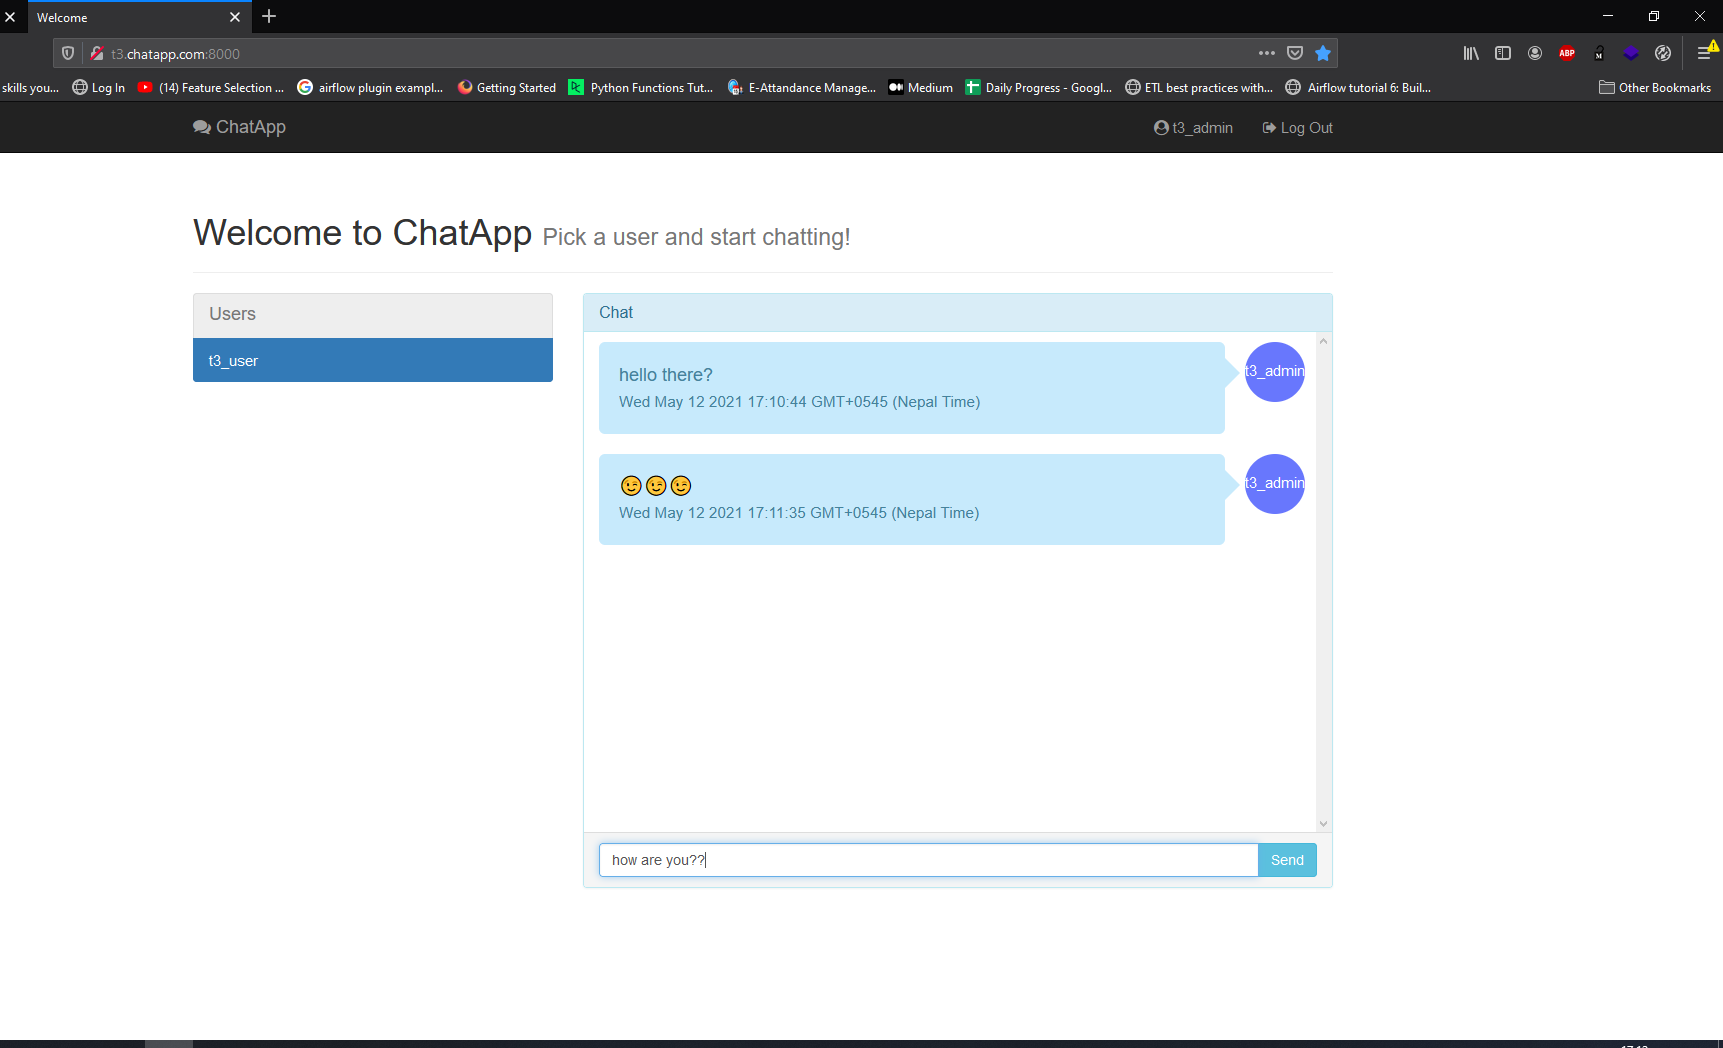 Welcome
t3.chatapp.com:8000
ABP
M
skills you...
Log In
(14) Feature Selection ...
airflow plugin exampl...
Getting Started
Python Functions Tut...
E-Attandance Manage...
Medium
Daily Progress - Googl...
ETL best practices with...
Airflow tutorial 6: Buil...
Other Bookmarks
ChatApp
t3_admin
Log Out
Welcome to ChatApp Pick a user and start chatting!
Users
t3_user
Chat
hello there?
Wed May 12 2021 17:10:44 GMT+0545 (Nepal Time)
t3_admin
😉😉😉
Wed May 12 2021 17:11:35 GMT+0545 (Nepal Time)
t3_admin
how are you??
Send